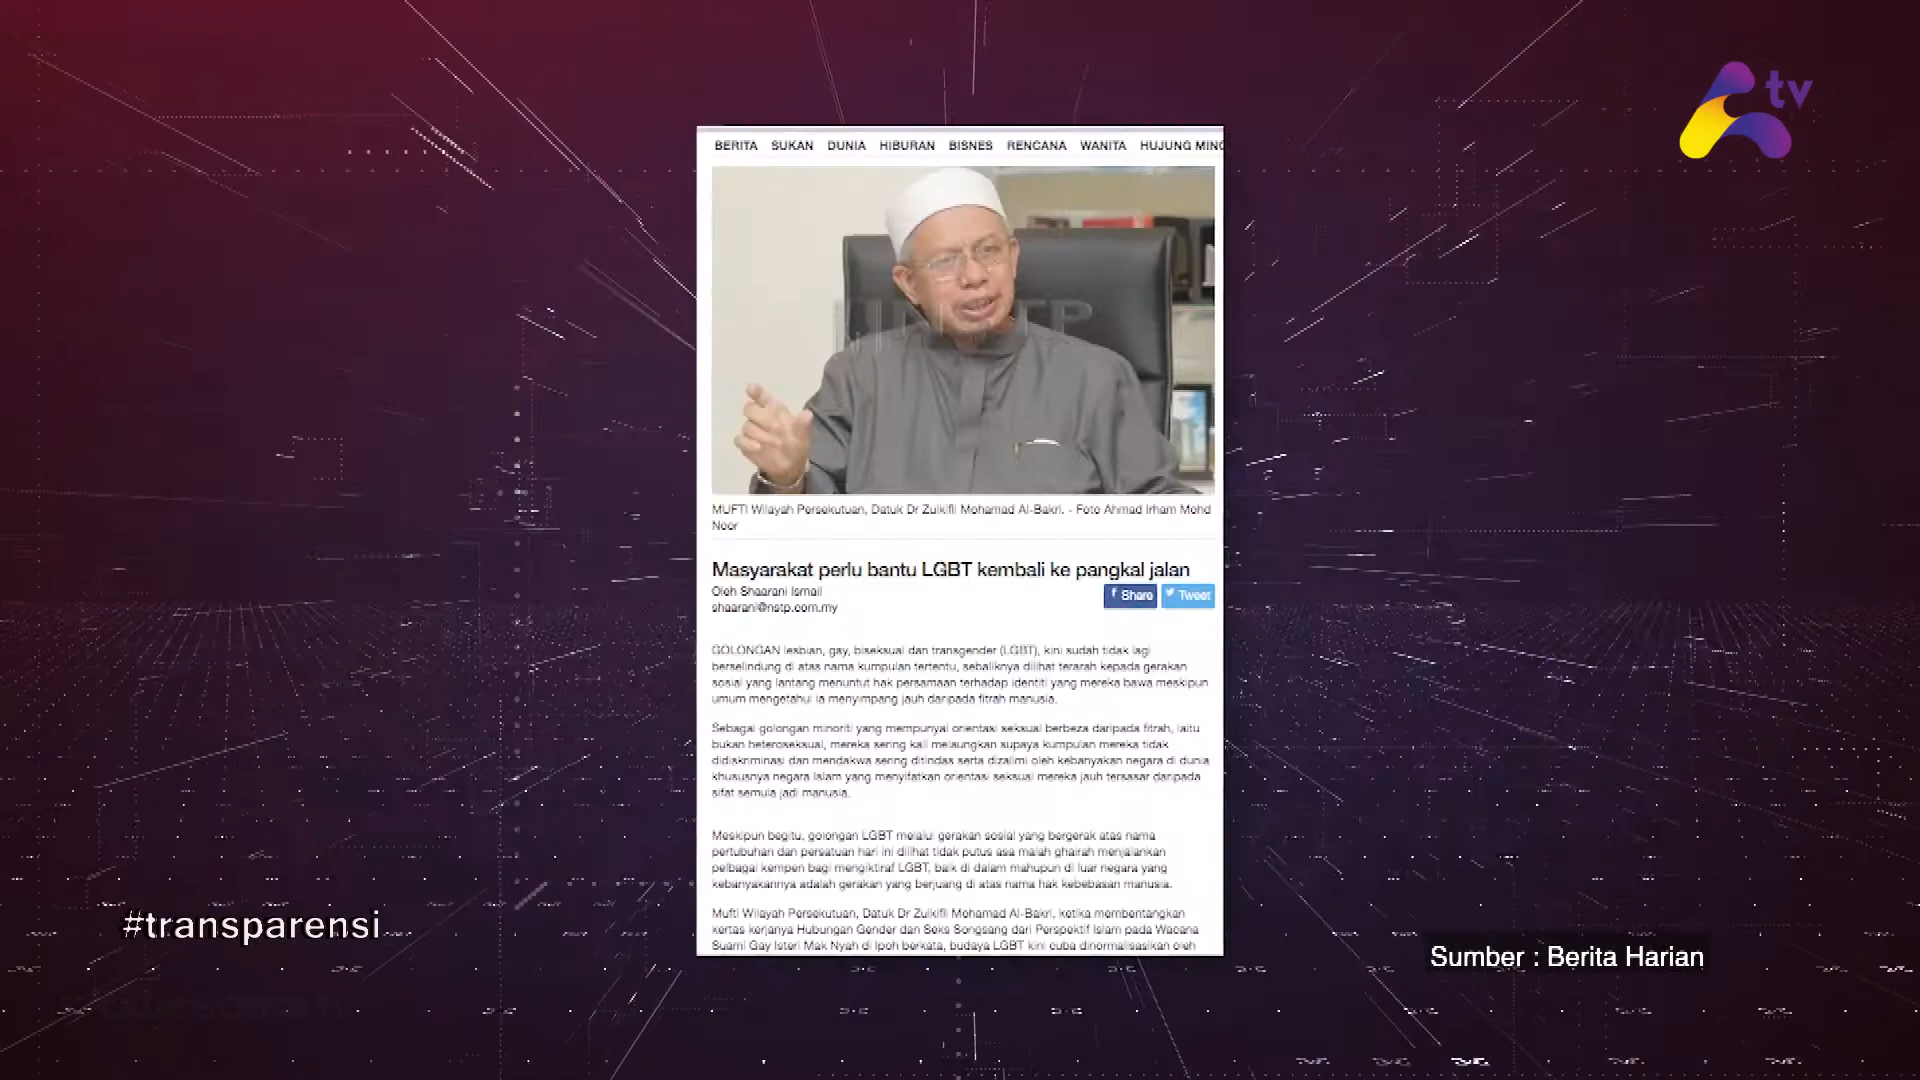 tv
BERITA SUKAN DUNIA HIBURAN BISNES RENCANA WANITA HUJUNG MING
NSTP
MUFTI Wilayah Persekutuan, Datuk Dr Zulkifli Mohamad Al-Bakri. - Foto Ahmad Irham Mohd
Noor
Masyarakat perlu bantu LGBT kembali ke pangkal jalan
Oleh Shaarani Ismail
shaarani@nstp.com.my
Share Tweet
GOLONGAN lesbian, gay, biseksual dan transgender (LGBT), kini sudah tidak lagi
berselindung di atas nama kumpulan tertentu, sebaliknya dilihat terarah kepada gerakan
sosial yang lantang menuntut hak persamaan terhadap identiti yang mereka bawa meskipun
umum mengetahui ia menyimpang jauh daripada fitrah manusia.
Sebagai golongan minoriti yang mempunyai orientasi seksual berbeza daripada fitrah, iaitu
bukan heteroseksual, mereka sering kali melaungkan supaya kumpulan mereka tidak
didiskriminasi dan mendakwa sering ditindas serta dizalimi oleh kebanyakan negara di dunia
khususnya negara Islam yang menyifatkan orientasi seksual mereka jauh tersasar daripada
sifat semula jadi manusia.
Meskipun begitu, golongan LGBT melalui gerakan sosial yang bergerak atas nama
pertubuhan dan persatuan hari ini dilihat tidak putus asa malah ghairah menjalankan
pelbagai kempen bagi mengiktiraf LGBT, baik di dalam mahupun di luar negara yang
kebanyakannya adalah gerakan yang berjuang di atas nama hak kebebasan manusia.
Mufti Wilayah Persekutuan, Datuk Dr Zulkifli Mohamad Al-Bakri, ketika membentangkan
kertas kerjanya Hubungan Gender dan Seks Songsang dari Perspektif Islam pada Wacana
Suami Gay Isteri Mak Nyah di Ipoh berkata, budaya LGBT kini cuba dinormalisasikan oleh
#transparensi
Sumber : Berita Harian